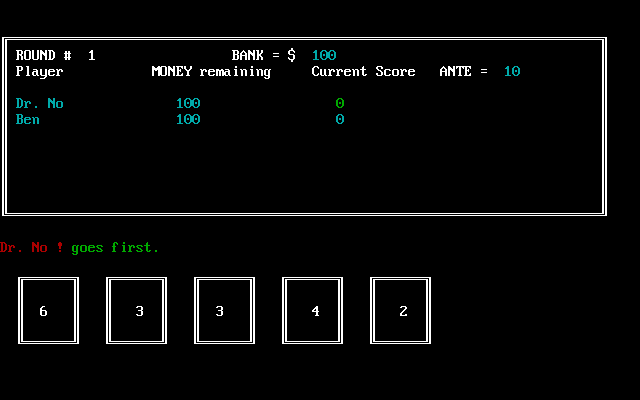 ROUND # 1 BANK = $ 100
Player MONEY remaining Current Score ANTE = 10
Dr. No 100 0
Ben 100 0
Dr. No ! goes first.
6 3 3 4 2